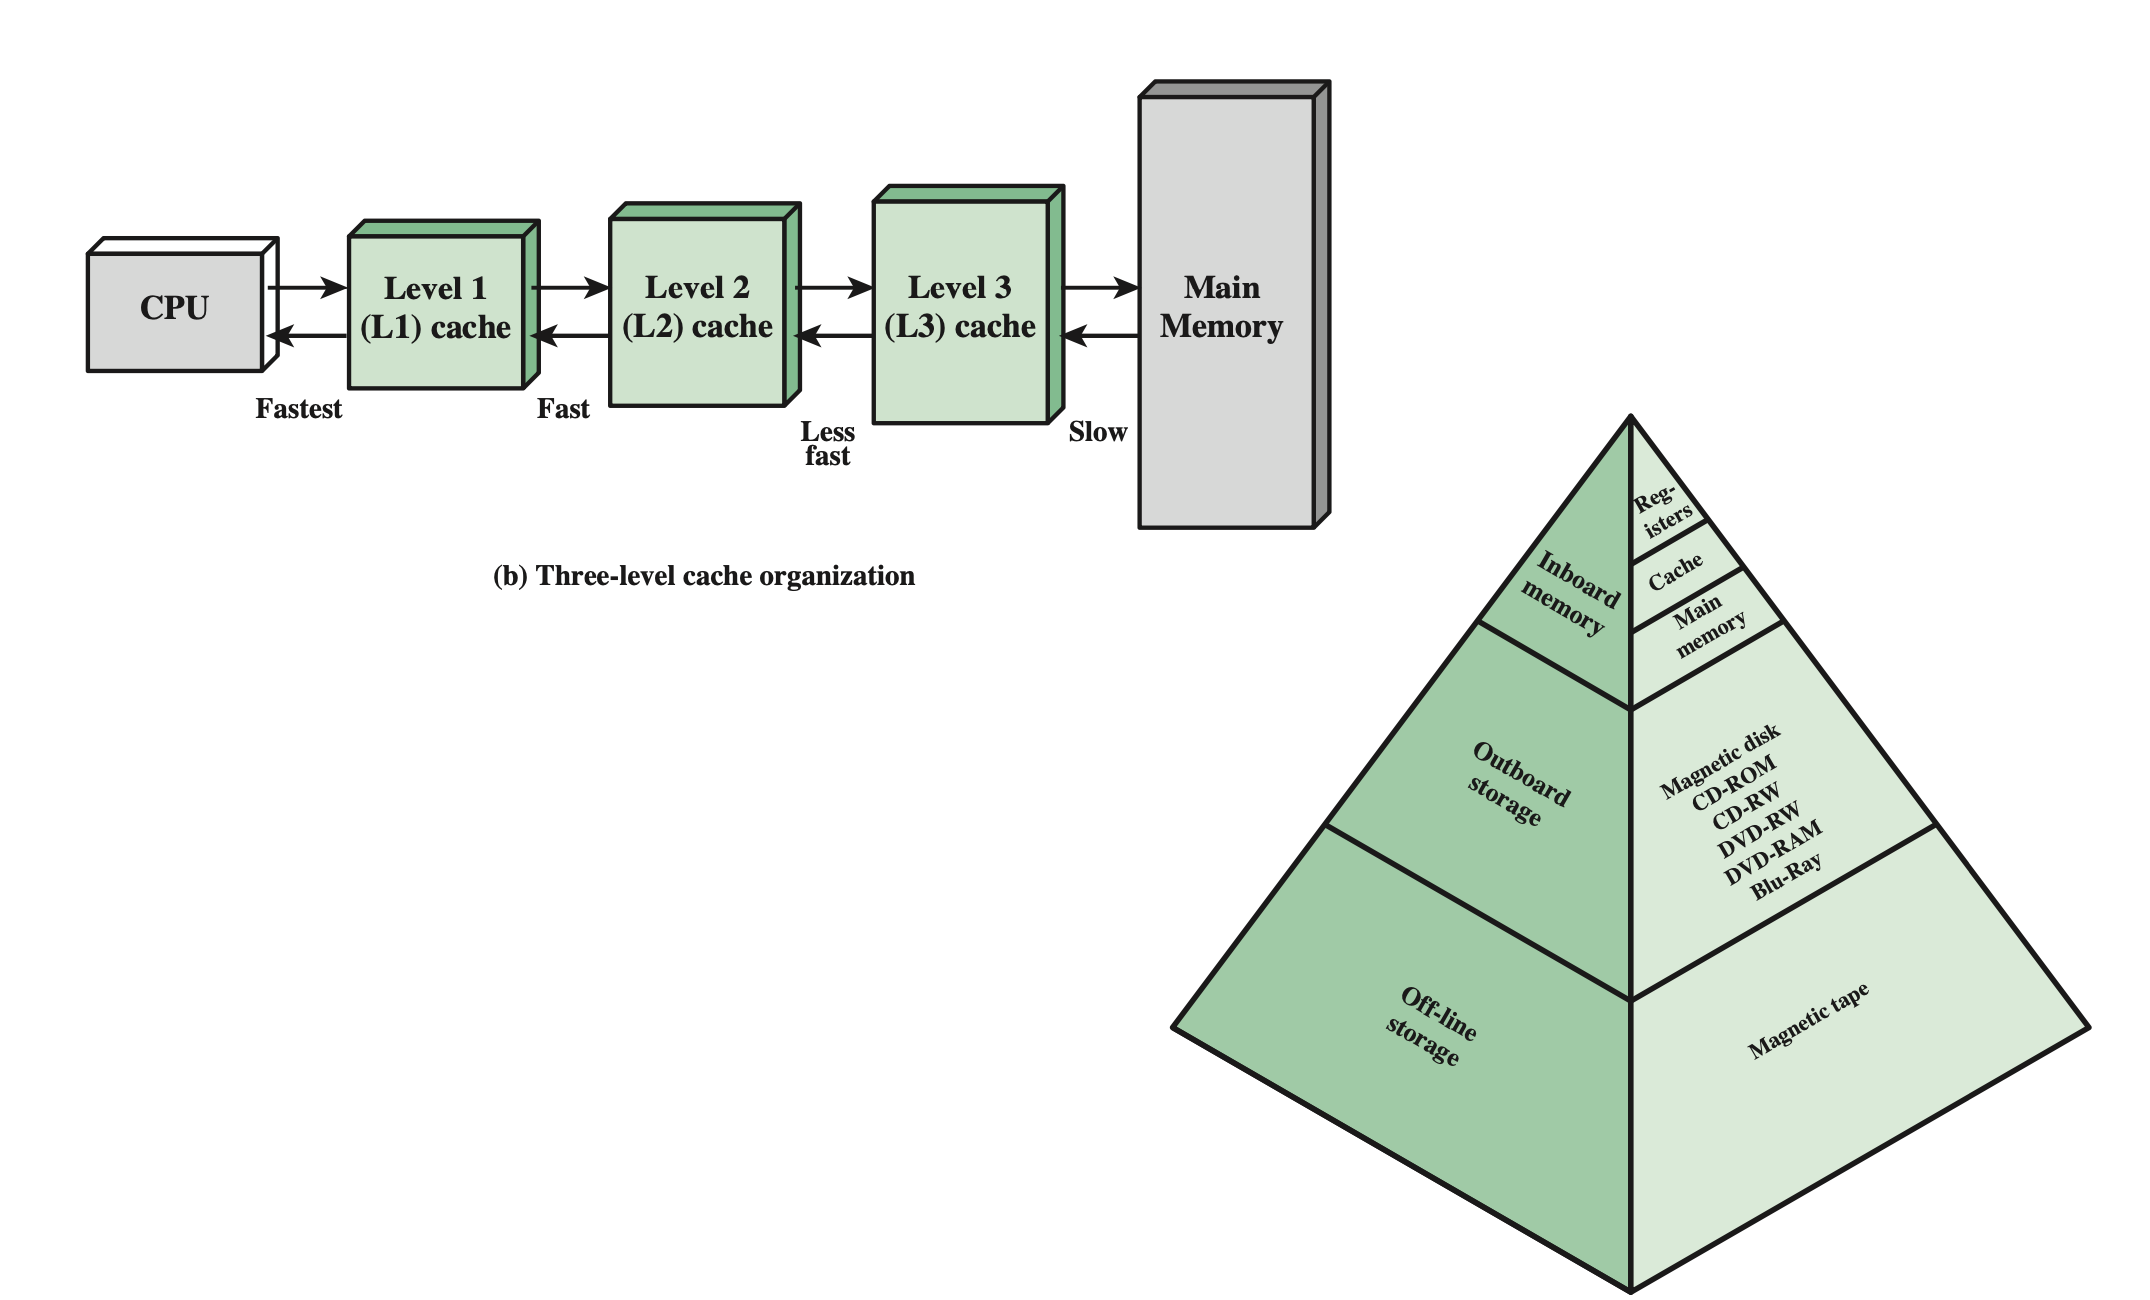 CPU
Level 1
(L1) cache
Level 2
(L2) cache
Level 3
(L3) cache
Main
Memory
Fastest
Fast
Less
fast
Slow
(b) Three-level cache organization
Inboard
memory
Reg-
isters
Cache
Main
memory
Outboard
storage
Magnetic disk
CD-ROM
CD-RW
DVD-RW
DVD-RAM
Blu-Ray
Off-line
storage
Magnetic tape